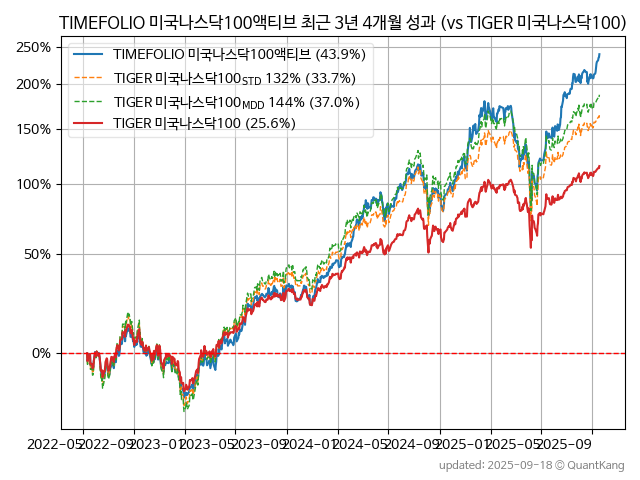 TIMEFOLIO 미국나스닥100액티브 최근 3년 4개월 성과 (vs TIGER 미국나스닥100)
250%
200%
150%
100%
50%
0%
TIMEFOLIO 미국나스닥100액티브 (43.9%)
TIGER 미국나스닥100STD 132% (33.7%)
TIGER 미국나스닥100MDD 144% (37.0%)
TIGER 미국나스닥100 (25.6%)
2022-05 2022-09 2023-01 2023-05 2023-09 2024-01 2024-05 2024-09 2025-01 2025-05 2025-09
updated: 2025-09-18 © QuantKang